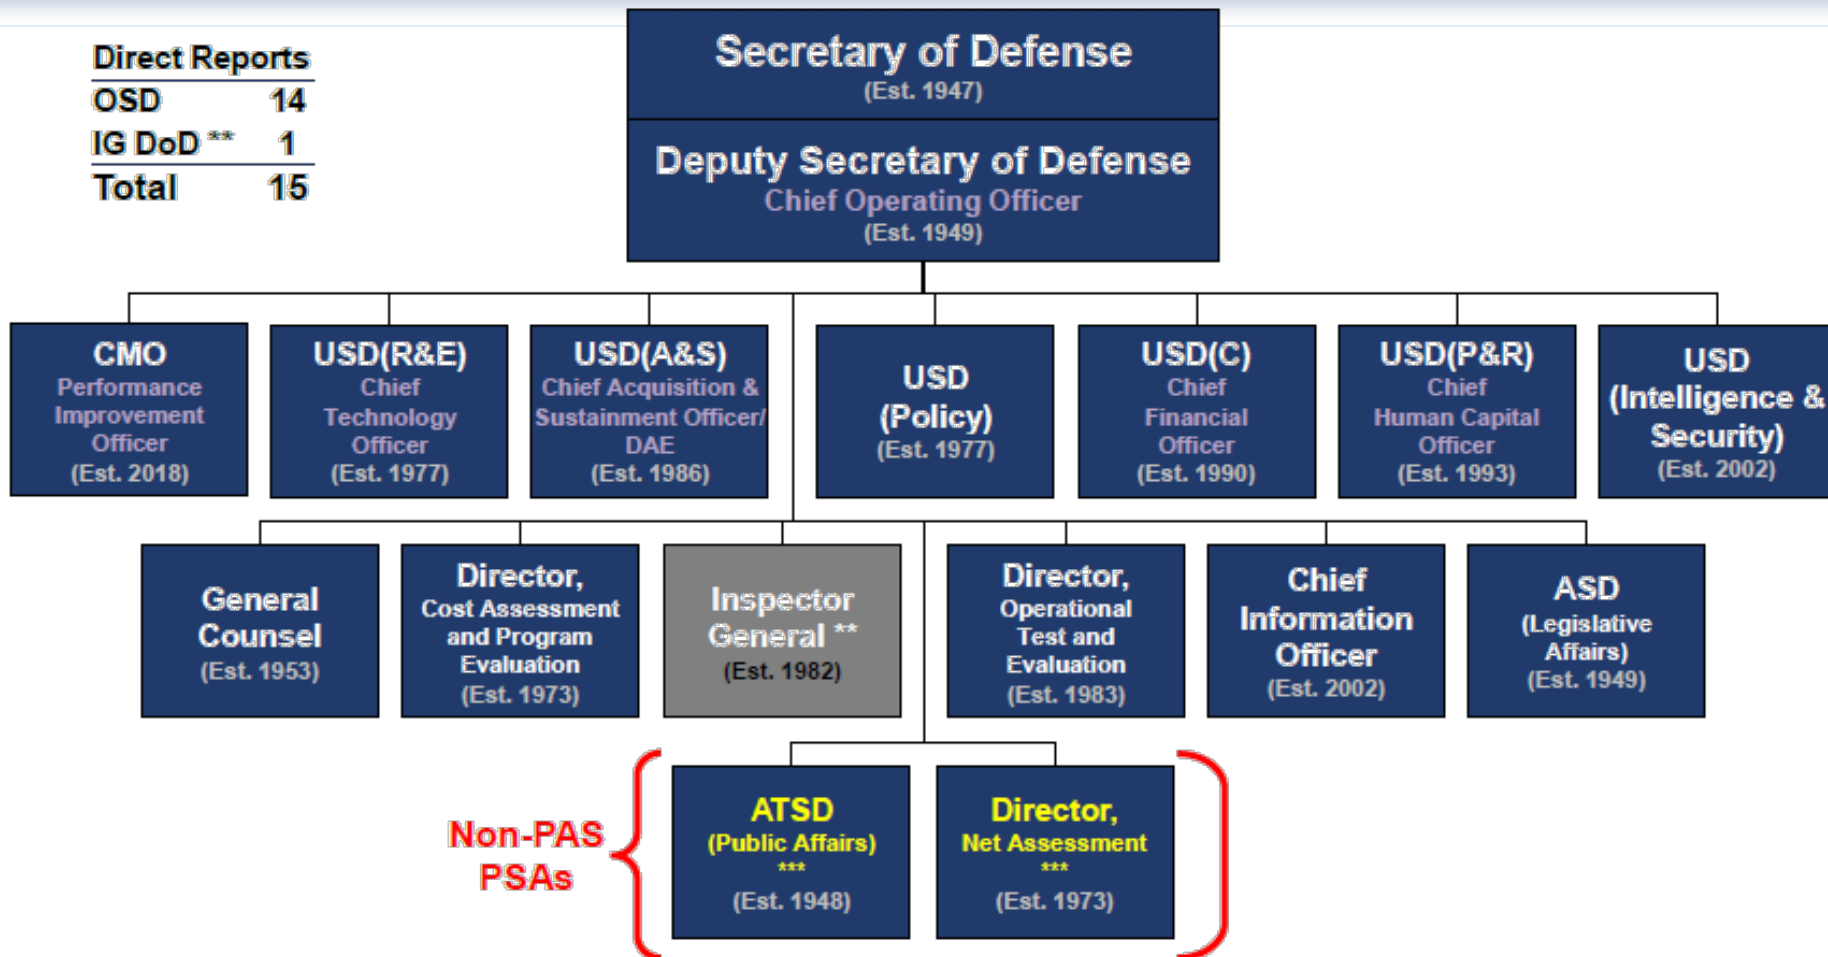 Direct Reports
OSD 14
IG DoD ** 1
Total 15
Secretary of Defense
(Est. 1947)
Deputy Secretary of Defense
Chief Operating Officer
(Est. 1949)
CMO
Performance
Improvement
Officer
(Est. 2018)
USD(R&E)
Chief
Technology
Officer
(Est. 1977)
USD(A&S)
Chief Acquisition &
Sustainment Officer/
DAE
(Est. 1986)
USD
(Policy)
(Est. 1977)
USD(C)
Chief
Financial
Officer
(Est. 1990)
USD(P&R)
Chief
Human Capital
Officer
(Est. 1993)
USD
(Intelligence &
Security)
(Est. 2002)
General
Counsel
(Est. 1953)
Director,
Cost Assessment
and Program
Evaluation
(Est. 1973)
Inspector
General **
(Est. 1982)
Director,
Operational
Test and
Evaluation
(Est. 1983)
Chief
Information
Officer
(Est. 2002)
ASD
(Legislative
Affairs)
(Est. 1949)
Non-PAS
PSAs
ATSD
(Public Affairs)
***
(Est. 1948)
Director,
Net Assessment
***
(Est. 1973)